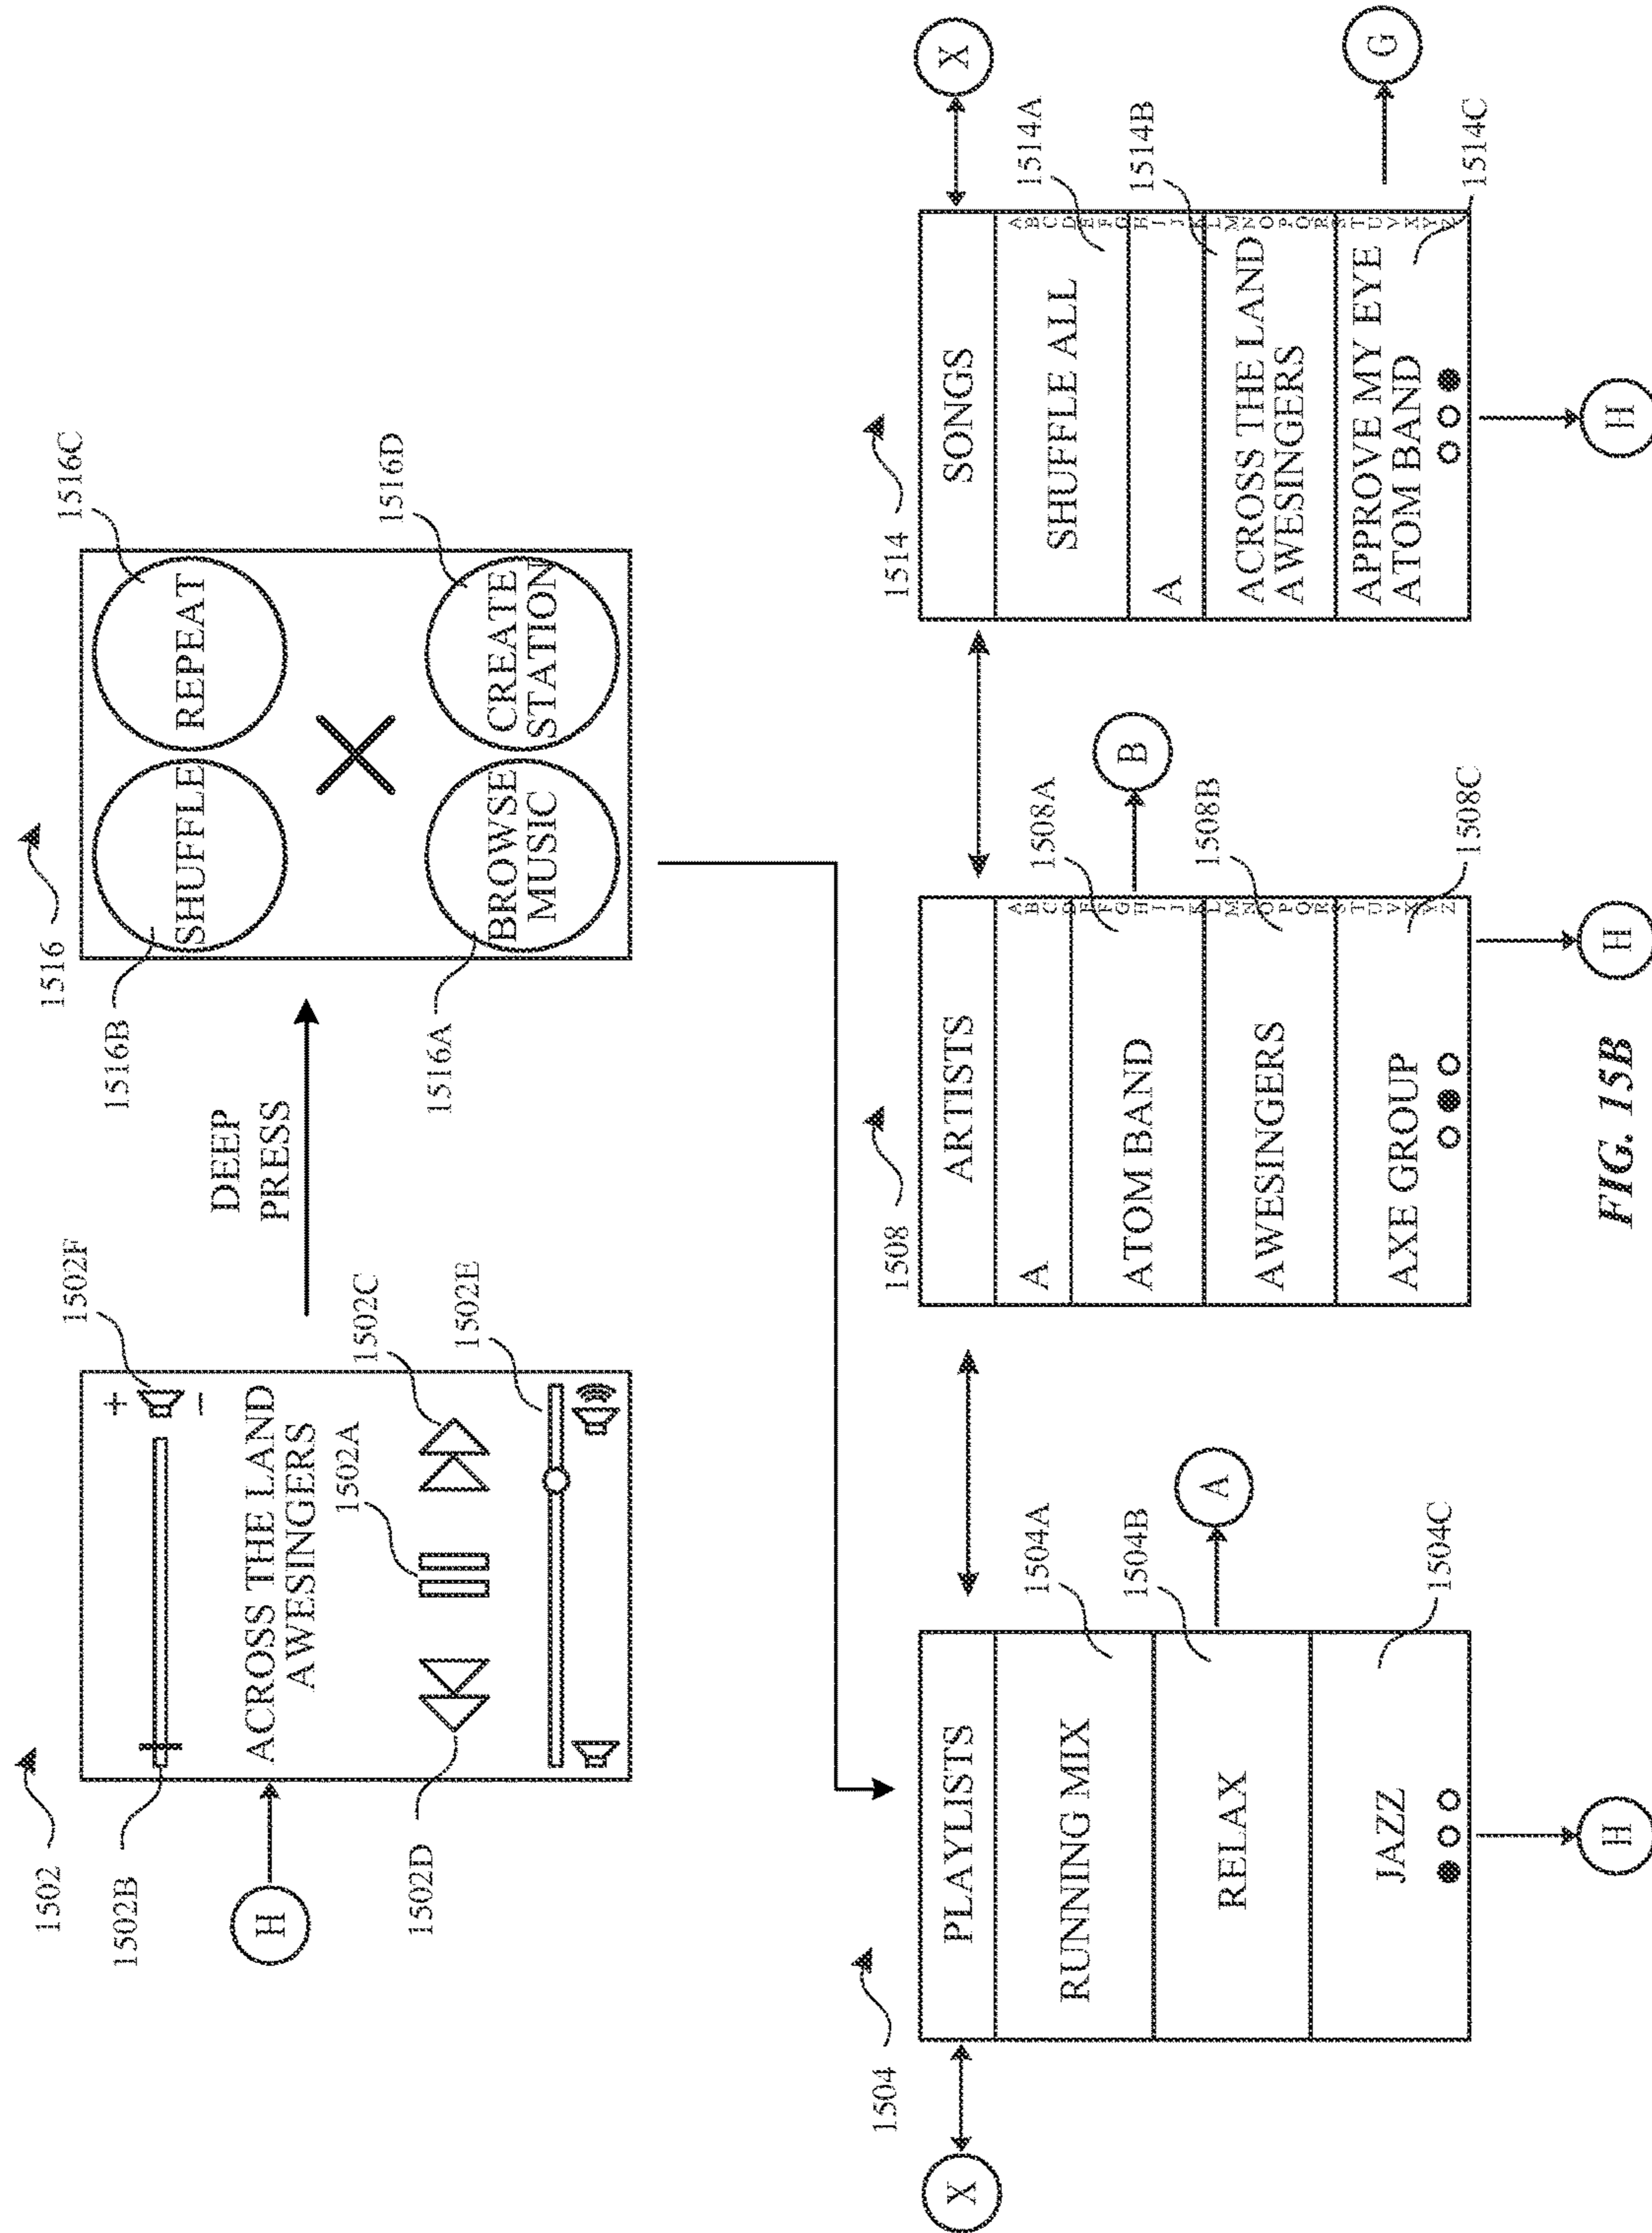 1502
1502B
1502F
+
−
ACROSS THE LAND
AWESINGERS
H
1502A
1502C
1502D
1502E
DEEP
PRESS
1516
1516B
1516C
SHUFFLE
REPEAT
1516A
1516D
BROWSE
MUSIC
CREATE
STATION
1504
X
PLAYLISTS
RUNNING MIX
1504A
RELAX
1504B
A
JAZZ
1504C
H
1508
ARTISTS
A
ATOM BAND
1508A
B
AWESINGERS
1508B
AXE GROUP
1508C
H
1514
SONGS
X
SHUFFLE ALL
1514A
A
ACROSS THE LAND
AWESINGERS
1514B
APPROVE MY EYE
ATOM BAND
G
1514C
H
FIG. 15B